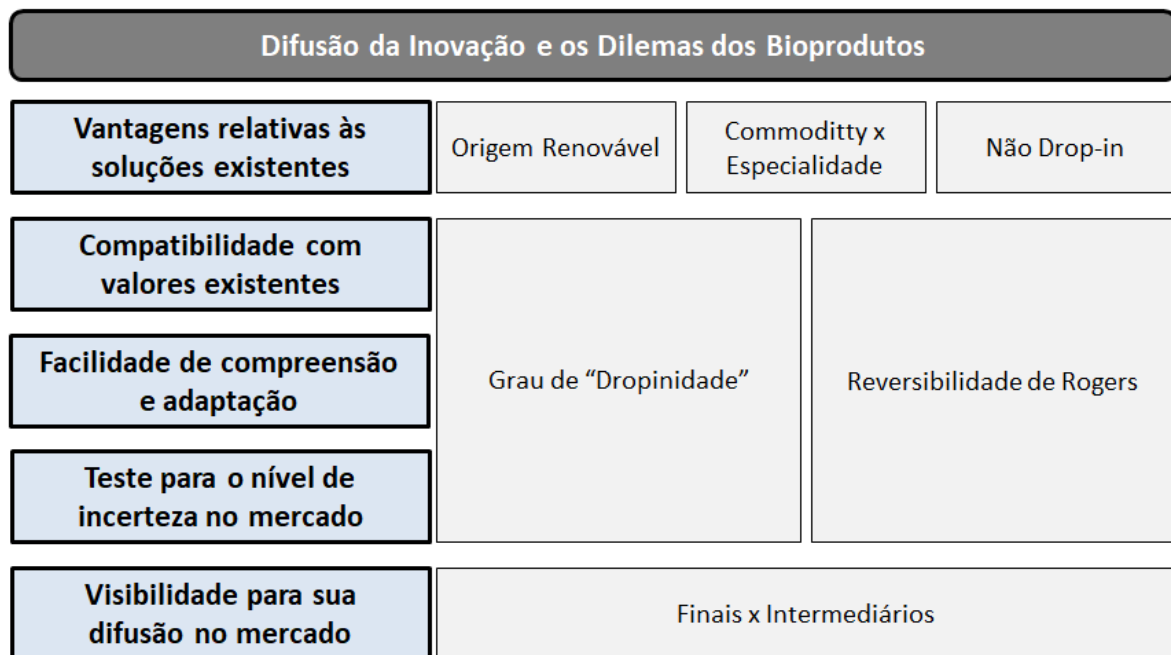 Difusão da Inovação e os Dilemas dos Bioprodutos
Vantagens relativas às
soluções existentes
Origem Renovável
Commoditty x
Especialidade
Não Drop-in
Compatibilidade com
valores existentes
Facilidade de compreensão
e adaptação
Teste para o nível de
incerteza no mercado
Grau de “Dropinidade”
Reversibilidade de Rogers
Visibilidade para sua
difusão no mercado
Finais x Intermediários